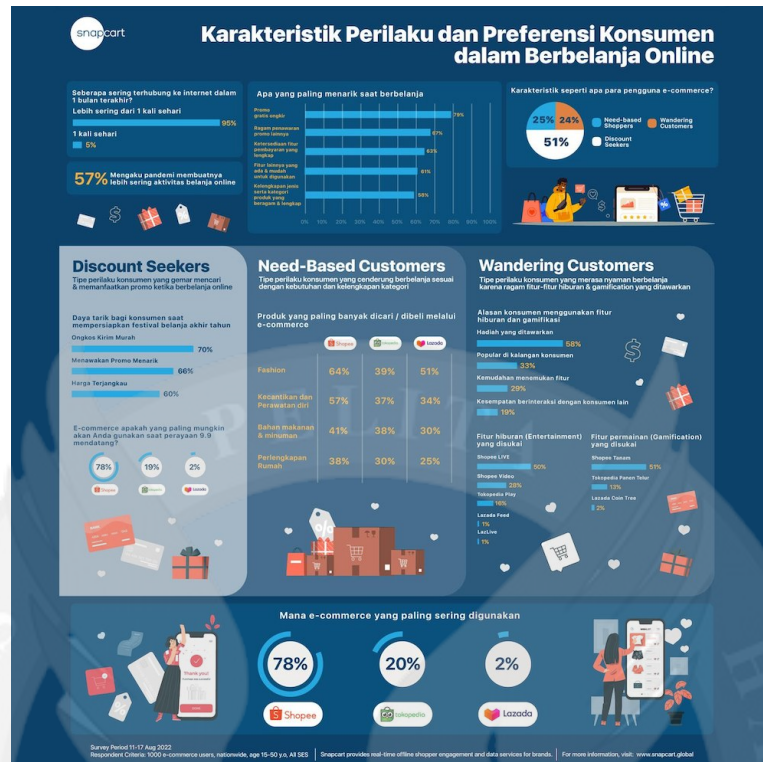 snapcart
Karakteristik Perilaku dan Preferensi Konsumen
dalam Berbelanja Online
Seberapa sering terhubung ke internet dalam
1 bulan terakhir?
Lebih sering dari 1 kali sehari
95%
1 kali sehari
5%
57% Mengaku pandemi membuatnya
lebih sering aktivitas belanja online
Apa yang paling menarik saat berbelanja
Promo
gratis ongkir
79%
Ragam penawaran
promo lainnya
67%
Ketersediaan fitur
pembayaran yang
lengkap
63%
Fitur lainnya yang
ada & mudah
untuk digunakan
61%
Kelengkapan jenis
serta kategori
produk yang
beragam & lengkap
0% 10% 20% 30% 40% 50% 60% 70% 80% 90% 100%
Karakteristik seperti apa para pengguna e-commerce?
25% 24%
51%
Need-based
Shoppers
Wandering
Customers
Discount
Seekers
Discount Seekers
Tipe perilaku konsumen yang gemar mencari
& memanfaatkan promo ketika berbelanja online
Daya tarik bagi konsumen saat
mempersiapkan festival belanja akhir tahun
Ongkos Kirim Murah
70%
Menawarkan Promo Menarik
66%
Harga Terjangkau
60%
E-commerce apakah yang paling mungkin
akan Anda gunakan saat perayaan 9.9
mendatang?
78% 19% 2%
Shopee tokopedia Lazada
Need-Based Customers
Tipe perilaku konsumen yang cenderung berbelanja sesuai
dengan kebutuhan dan kelengkapan kategori
Produk yang paling banyak dicari / dibeli melalui
e-commerce
Shopee tokopedia Lazada
Fashion 64% 39% 51%
Kecantikan dan
Perawatan diri 57% 37% 34%
Bahan makanan
& minuman 41% 38% 30%
Perlengkapan
Rumah 38% 30% 25%
Wandering Customers
Tipe perilaku konsumen yang merasa nyaman berbelanja
karena ragam fitur-fitur hiburan & gamification yang ditawarkan
Alasan konsumen menggunakan fitur
hiburan dan gamifikasi
Hadiah yang ditawarkan
58%
Popular di kalangan konsumen
33%
Kemudahan menemukan fitur
29%
Kesempatan berinteraksi dengan konsumen lain
19%
Fitur hiburan (Entertainment)
yang disukai
Shopee LIVE
50%
Shopee Video
28%
Tokopedia Play
16%
Lazada Feed
1%
LazLive
1%
Fitur permainan (Gamification)
yang disukai
Shopee Tanam
51%
Tokopedia Panen Telur
13%
Lazada Coin Tree
2%
Mana e-commerce yang paling sering digunakan
Thank you!
78% 20% 2%
Shopee tokopedia Lazada
Survey Period 11-17 Aug 2022
Respondent Criteria: 1000 e-commerce users, nationwide, age 15-50 y.o, All SES
Snapcart provides real-time offline shopper engagement and data services for brands.
For more information, visit: www.snapcart.global
PELITA